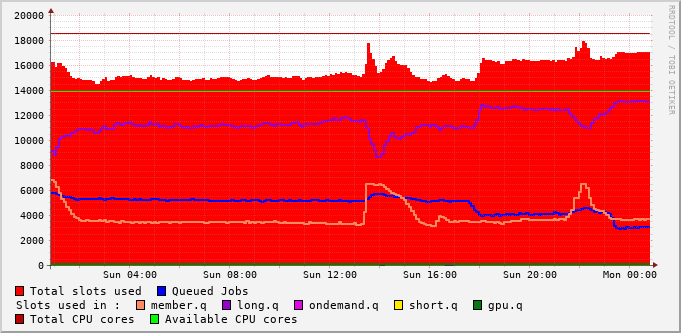 20000
18000
16000
14000
12000
10000
8000
6000
4000
2000
0
Sun 04:00 Sun 08:00 Sun 12:00 Sun 16:00 Sun 20:00 Mon 00:00
RRDTOOL / TOBI OETIKER
Total slots used Queued Jobs
Slots used in : member.q long.q ondemand.q short.q gpu.q
Total CPU cores Available CPU cores